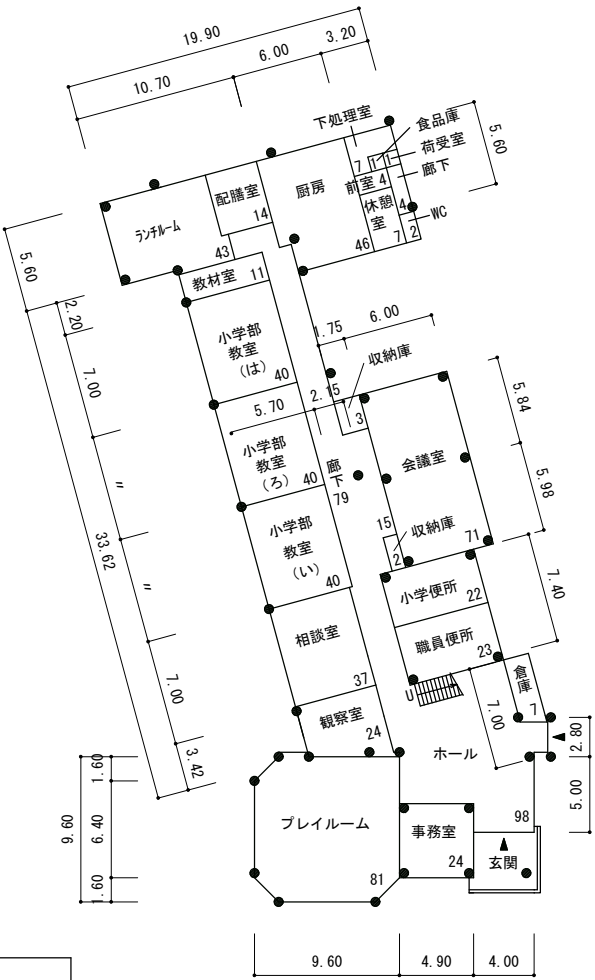 19.90
10.70
6.00
3.20
下処理室
食品庫
荷受室
廊下
5.60
配膳室
14
厨房
46
7
1
1
前室
4
休憩
室
7
4
2
WC
ランチルーム
43
教材室
11
5.60
2.20
7.00
〃
〃
7.00
3.42
33.62
小学部
教室
(は)
40
1.75
6.00
収納庫
3
5.70
2.15
小学部
教室
(ろ)
40
廊
下
79
会議室
71
5.84
5.98
小学部
教室
(い)
40
15
収納庫
2
小学便所
22
職員便所
23
7.40
相談室
37
U
倉
庫
7
7.00
観察室
24
ホール
98
2.80
5.00
1.60
6.40
1.60
9.60
プレイルーム
81
事務室
24
玄関
9.60
4.90
4.00